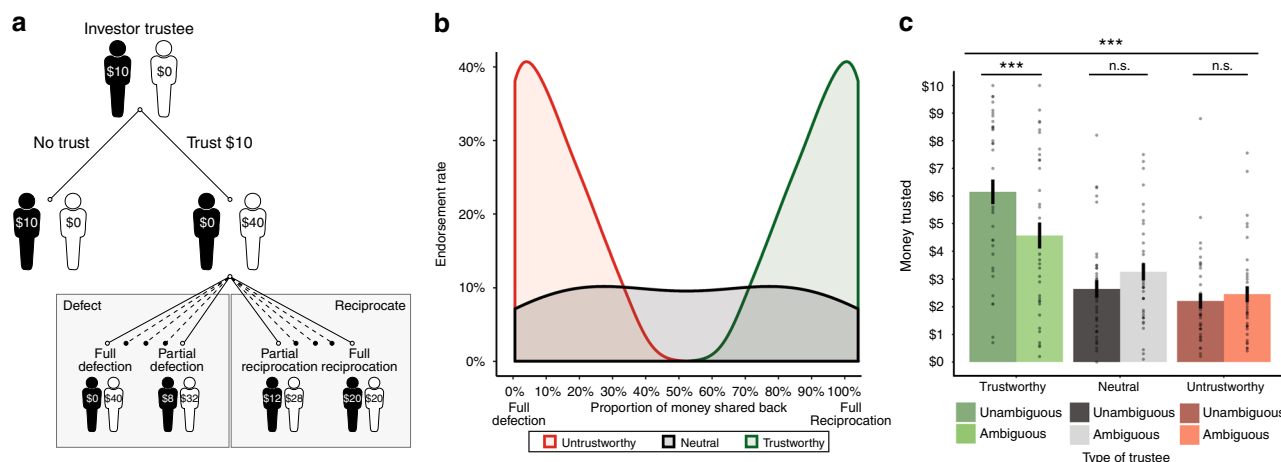 a
Investor trustee
$10
$0
No trust
Trust $10
$10
$0
$0
$40
Defect
Reciprocate
Full
defection
Partial
defection
Partial
reciprocation
Full
reciprocation
$0
$40
$8
$32
$12
$28
$20
$20
b
Endorsement rate
40%
30%
20%
10%
0%
0% 10% 20% 30% 40% 50% 60% 70% 80% 90% 100%
Full
defection
Proportion of money shared back
Full
Reciprocation
Untrustworthy
Neutral
Trustworthy
c
***
***
n.s.
n.s.
Money trusted
$10
$9
$8
$7
$6
$5
$4
$3
$2
$1
$0
Trustworthy
Neutral
Untrustworthy
Unambiguous
Ambiguous
Unambiguous
Ambiguous
Unambiguous
Ambiguous
Type of trustee